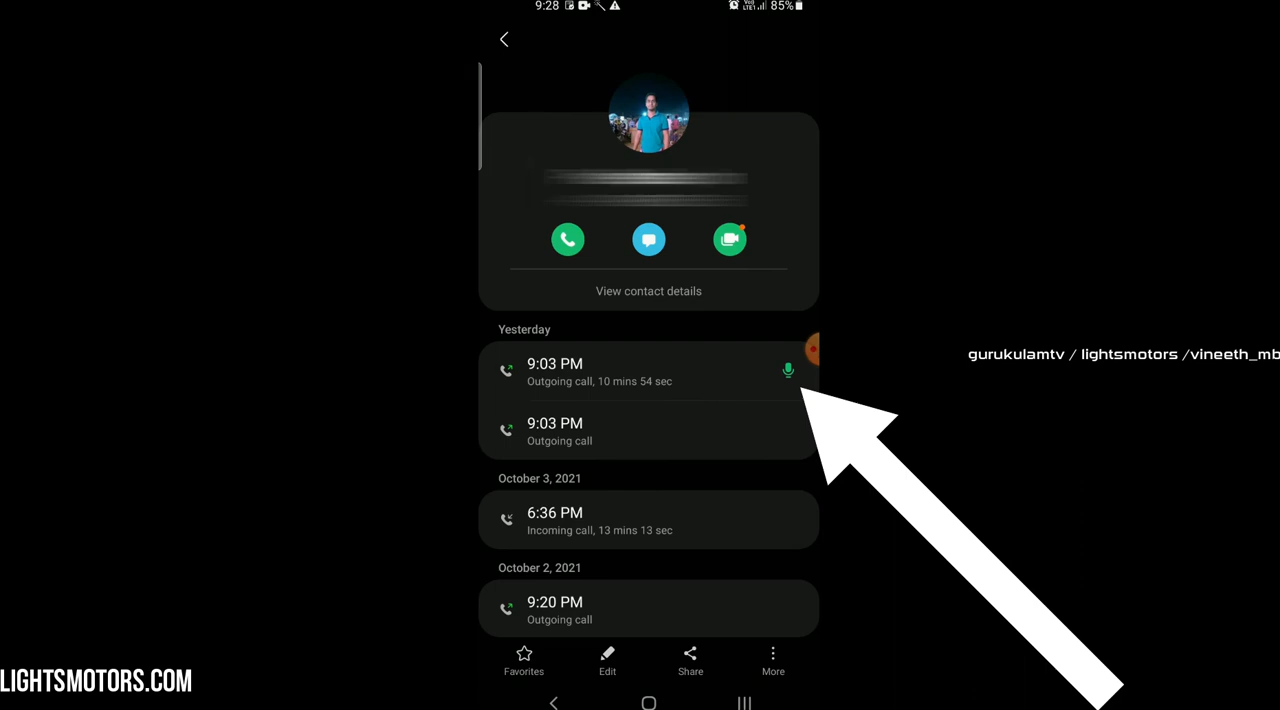 9:28
Vo)
LTE1
85%
View contact details
Yesterday
9:03 PM
Outgoing call, 10 mins 54 sec
9:03 PM
Outgoing call
October 3, 2021
6:36 PM
Incoming call, 13 mins 13 sec
October 2, 2021
9:20 PM
Outgoing call
Favorites Edit Share More
gurukulamtv / lightsmotors /vineeth_mb
LIGHTSMOTORS.COM